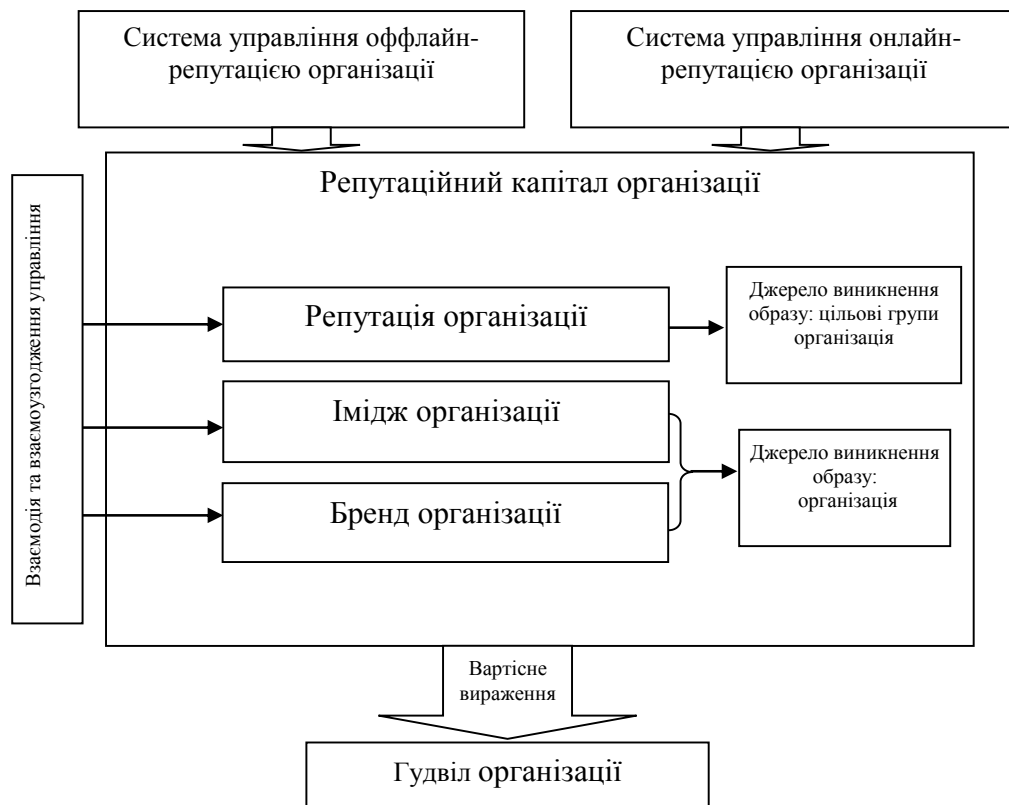 Система управління оффлайн-
репутацією організації
Система управління онлайн-
репутацією організації
Репутаційний капітал організації
Взаємодія та взаємоузгодження управління
Репутація організації
Джерело виникнення
образу: цільові групи
організація
Імідж організації
Бренд організації
Джерело виникнення
образу:
організація
Вартісне
вираження
Гудвіл організації